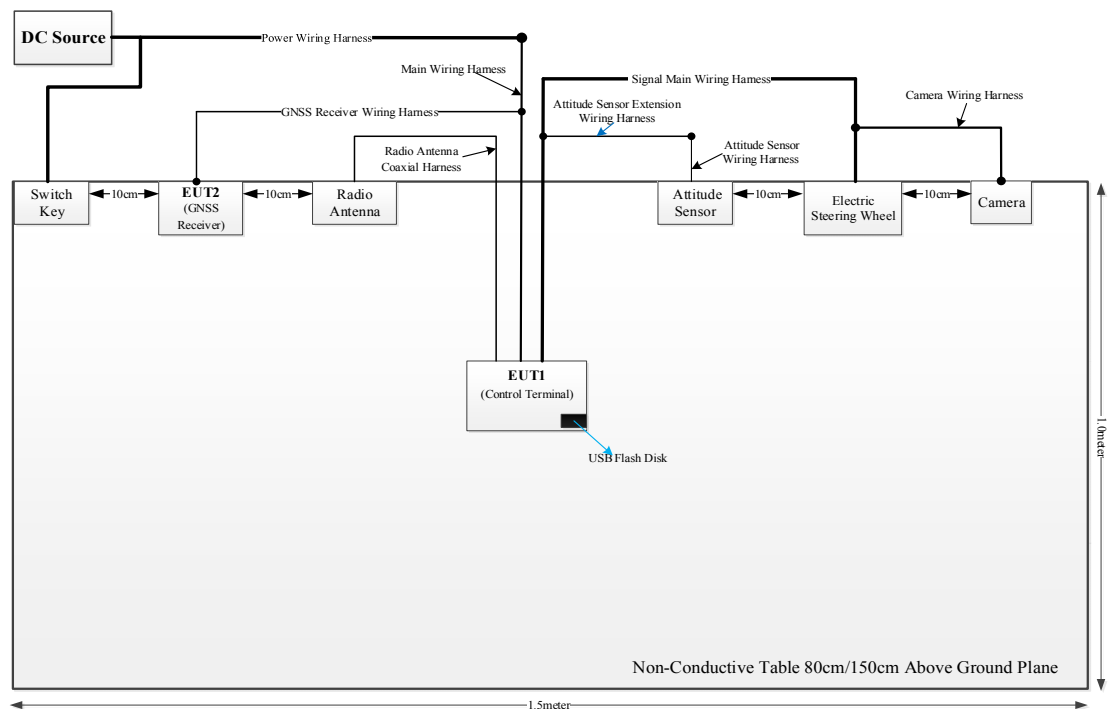 DC Source
Power Wiring Harness
Main Wiring Harness
Signal Main Wiring Harness
Camera Wiring Harness
GNSS Receiver Wiring Harness
Attitude Sensor Extension
Wiring Harness
Radio Antenna
Coaxial Harness
Attitude Sensor
Wiring Harness
Switch
Key
10cm
EUT2
(GNSS
Receiver)
10cm
Radio
Antenna
Attitude
Sensor
10cm
Electric
Steering Wheel
10cm
Camera
EUT1
(Control Terminal)
USB Flash Disk
1.0meter
Non-Conductive Table 80cm/150cm Above Ground Plane
1.5meter